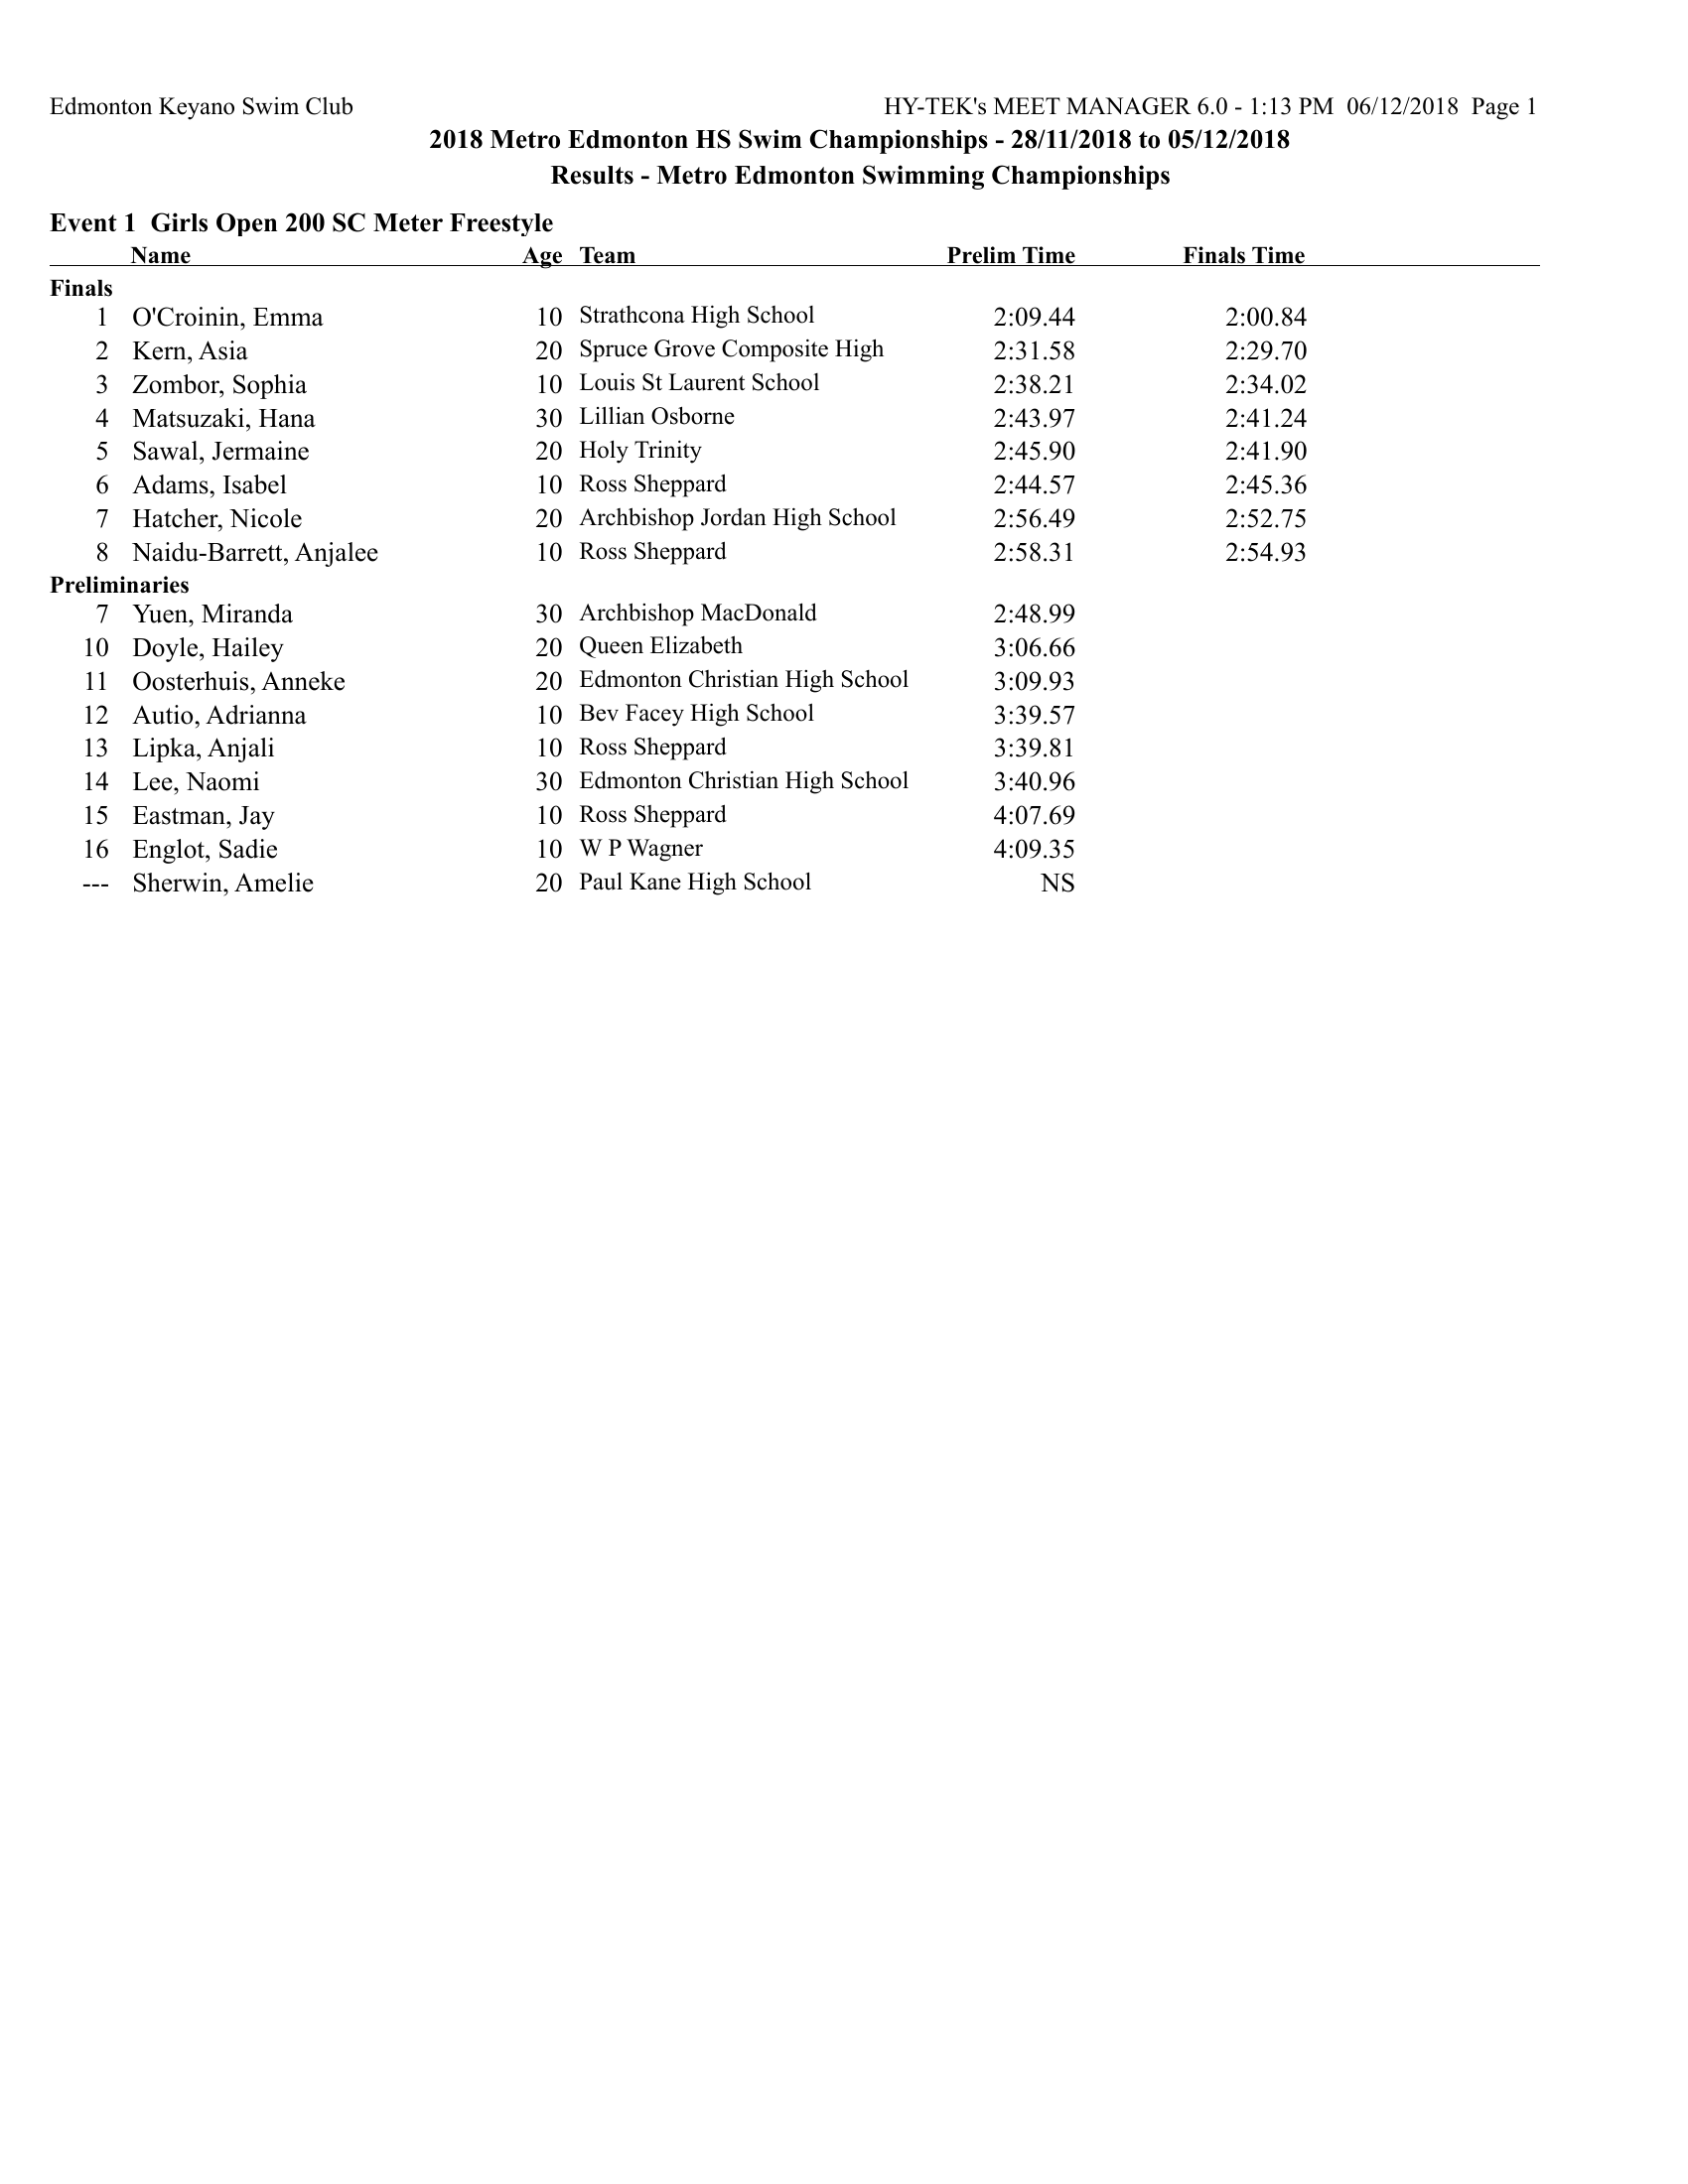 Edmonton Keyano Swim Club HY-TEK's MEET MANAGER 6.0 - 1:13 PM 06/12/2018 Page 1
2018 Metro Edmonton HS Swim Championships - 28/11/2018 to 05/12/2018
Results - Metro Edmonton Swimming Championships
Event 1 Girls Open 200 SC Meter Freestyle
Name Age Team Prelim Time Finals Time
Finals
1 O'Croinin, Emma 10 Strathcona High School 2:09.44 2:00.84
2 Kern, Asia 20 Spruce Grove Composite High 2:31.58 2:29.70
3 Zombor, Sophia 10 Louis St Laurent School 2:38.21 2:34.02
4 Matsuzaki, Hana 30 Lillian Osborne 2:43.97 2:41.24
5 Sawal, Jermaine 20 Holy Trinity 2:45.90 2:41.90
6 Adams, Isabel 10 Ross Sheppard 2:44.57 2:45.36
7 Hatcher, Nicole 20 Archbishop Jordan High School 2:56.49 2:52.75
8 Naidu-Barrett, Anjalee 10 Ross Sheppard 2:58.31 2:54.93
Preliminaries
7 Yuen, Miranda 30 Archbishop MacDonald 2:48.99
10 Doyle, Hailey 20 Queen Elizabeth 3:06.66
11 Oosterhuis, Anneke 20 Edmonton Christian High School 3:09.93
12 Autio, Adrianna 10 Bev Facey High School 3:39.57
13 Lipka, Anjali 10 Ross Sheppard 3:39.81
14 Lee, Naomi 30 Edmonton Christian High School 3:40.96
15 Eastman, Jay 10 Ross Sheppard 4:07.69
16 Englot, Sadie 10 W P Wagner 4:09.35
--- Sherwin, Amelie 20 Paul Kane High School NS